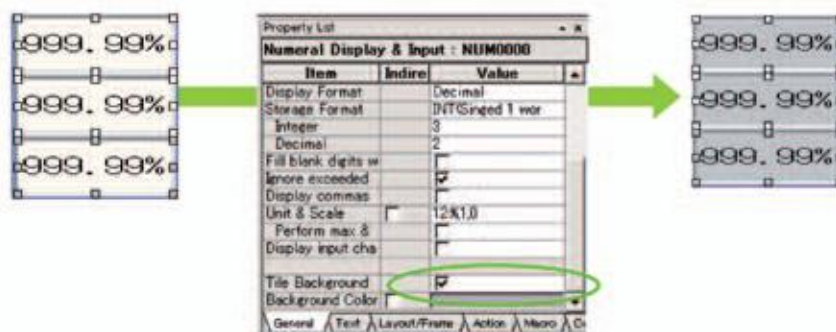 999.99%
999.99%
999.99%
Property List
Numeral Display & Input : NUM0000
Item Indire Value
Display Format Decimal
Storage Format INT(Singed 1 wor
Integer 3
Decimal 2
Fill blank digits w
Ignore exceeded
Display commas
Unit & Scale 12:%,1,0
Perform max &
Display input cha
Tile Background
Background Color
General Text Layout/Frame Action Macro
999.99%
999.99%
999.99%